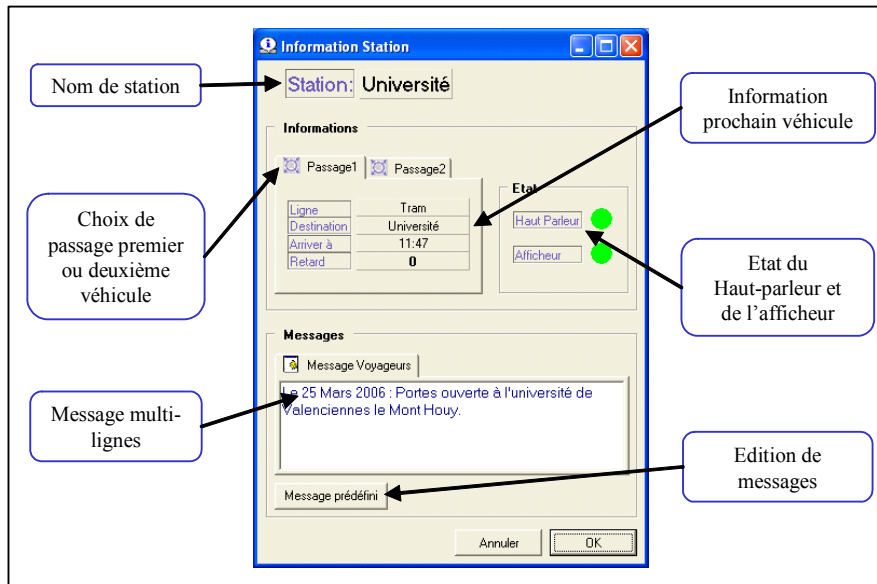 Information Station
Nom de station
Station: Université
Information
prochain véhicule
Informations
Passage1 Passage2
Choix de
passage premier
ou deuxième
véhicule
Ligne Tram
Destination Université
Arriver à 11:47
Retard 0
Etat
Haut Parleur
Afficheur
Etat du
Haut-parleur et
de l'afficheur
Messages
Message Voyageurs
Le 25 Mars 2006 : Portes ouverte à l'université de
Valenciennes le Mont Houy.
Message multi-
lignes
Edition de
messages
Message prédéfini
Annuler OK